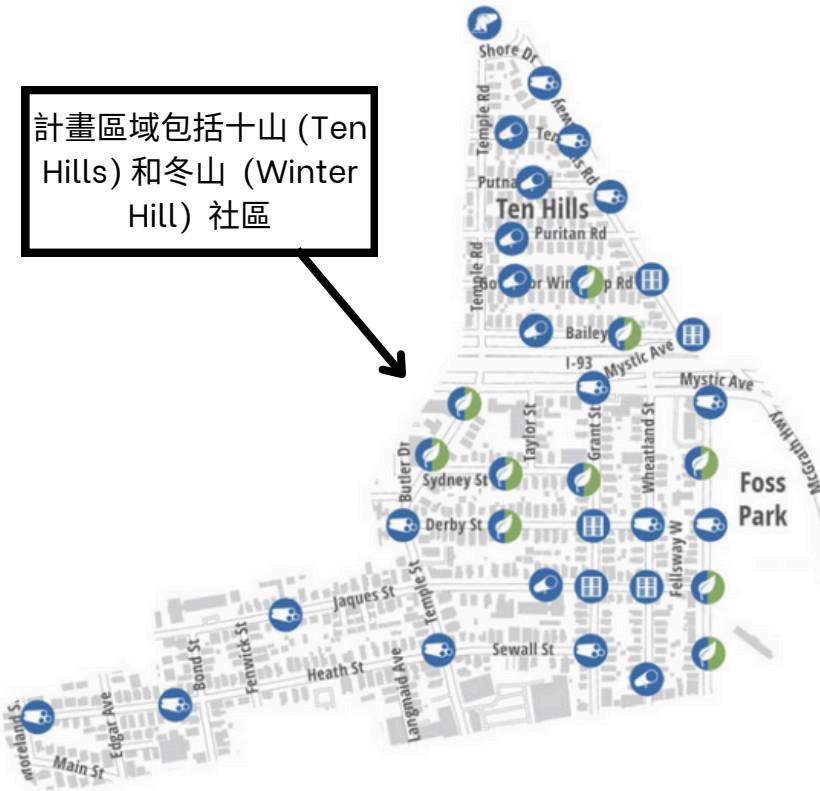 計畫區域包括十山 (Ten
Hills) 和冬山 (Winter
Hill) 社區
Shore Dr
Temple Rd
Ten Hills
Puritan Rd
Temple Rd
Bailey
I-93
Mystic Ave
Mystic Ave
McGrath Hwy
Taylor St
Grant St
Wheatland St
Butler Dr
Sydney St
Foss
Park
Derby St
Fellsway W
Temple St
Jaques St
Sewall St
Bond St
Fenwick St
Heath St
Langmaid Ave
Edgar Ave
Main St